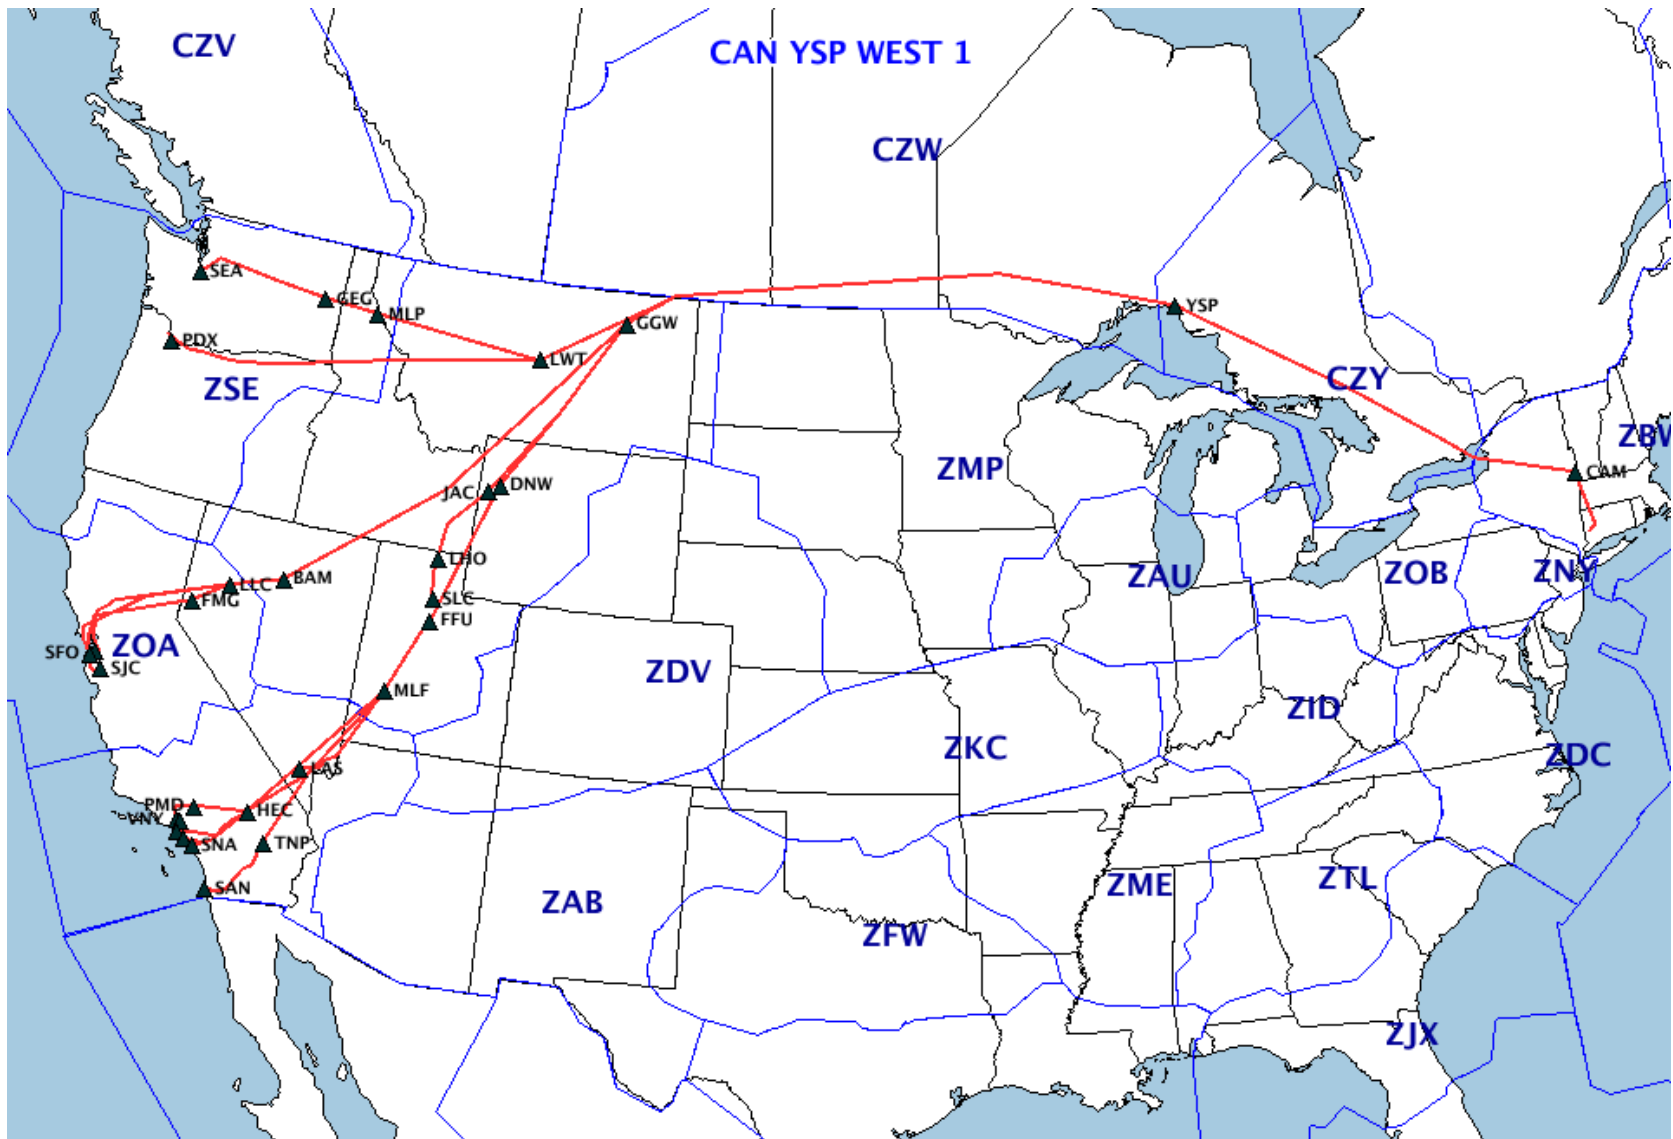 CZV
CAN YSP WEST 1
CZW
SEA
GEG
MLP
YSP
GGW
PDX
LWT
CZY
ZSE
ZBW
ZMP
CAM
JAC
DNW
LHO
BAM
LLC
ZAU
ZOB
ZNY
FMG
SLC
FFU
SFO
ZOA
SJC
ZDV
MLF
ZID
ZKC
ZDC
LAS
PMD
HEC
VNY
SNA
TNP
SAN
ZAB
ZME
ZTL
ZFW
ZJX